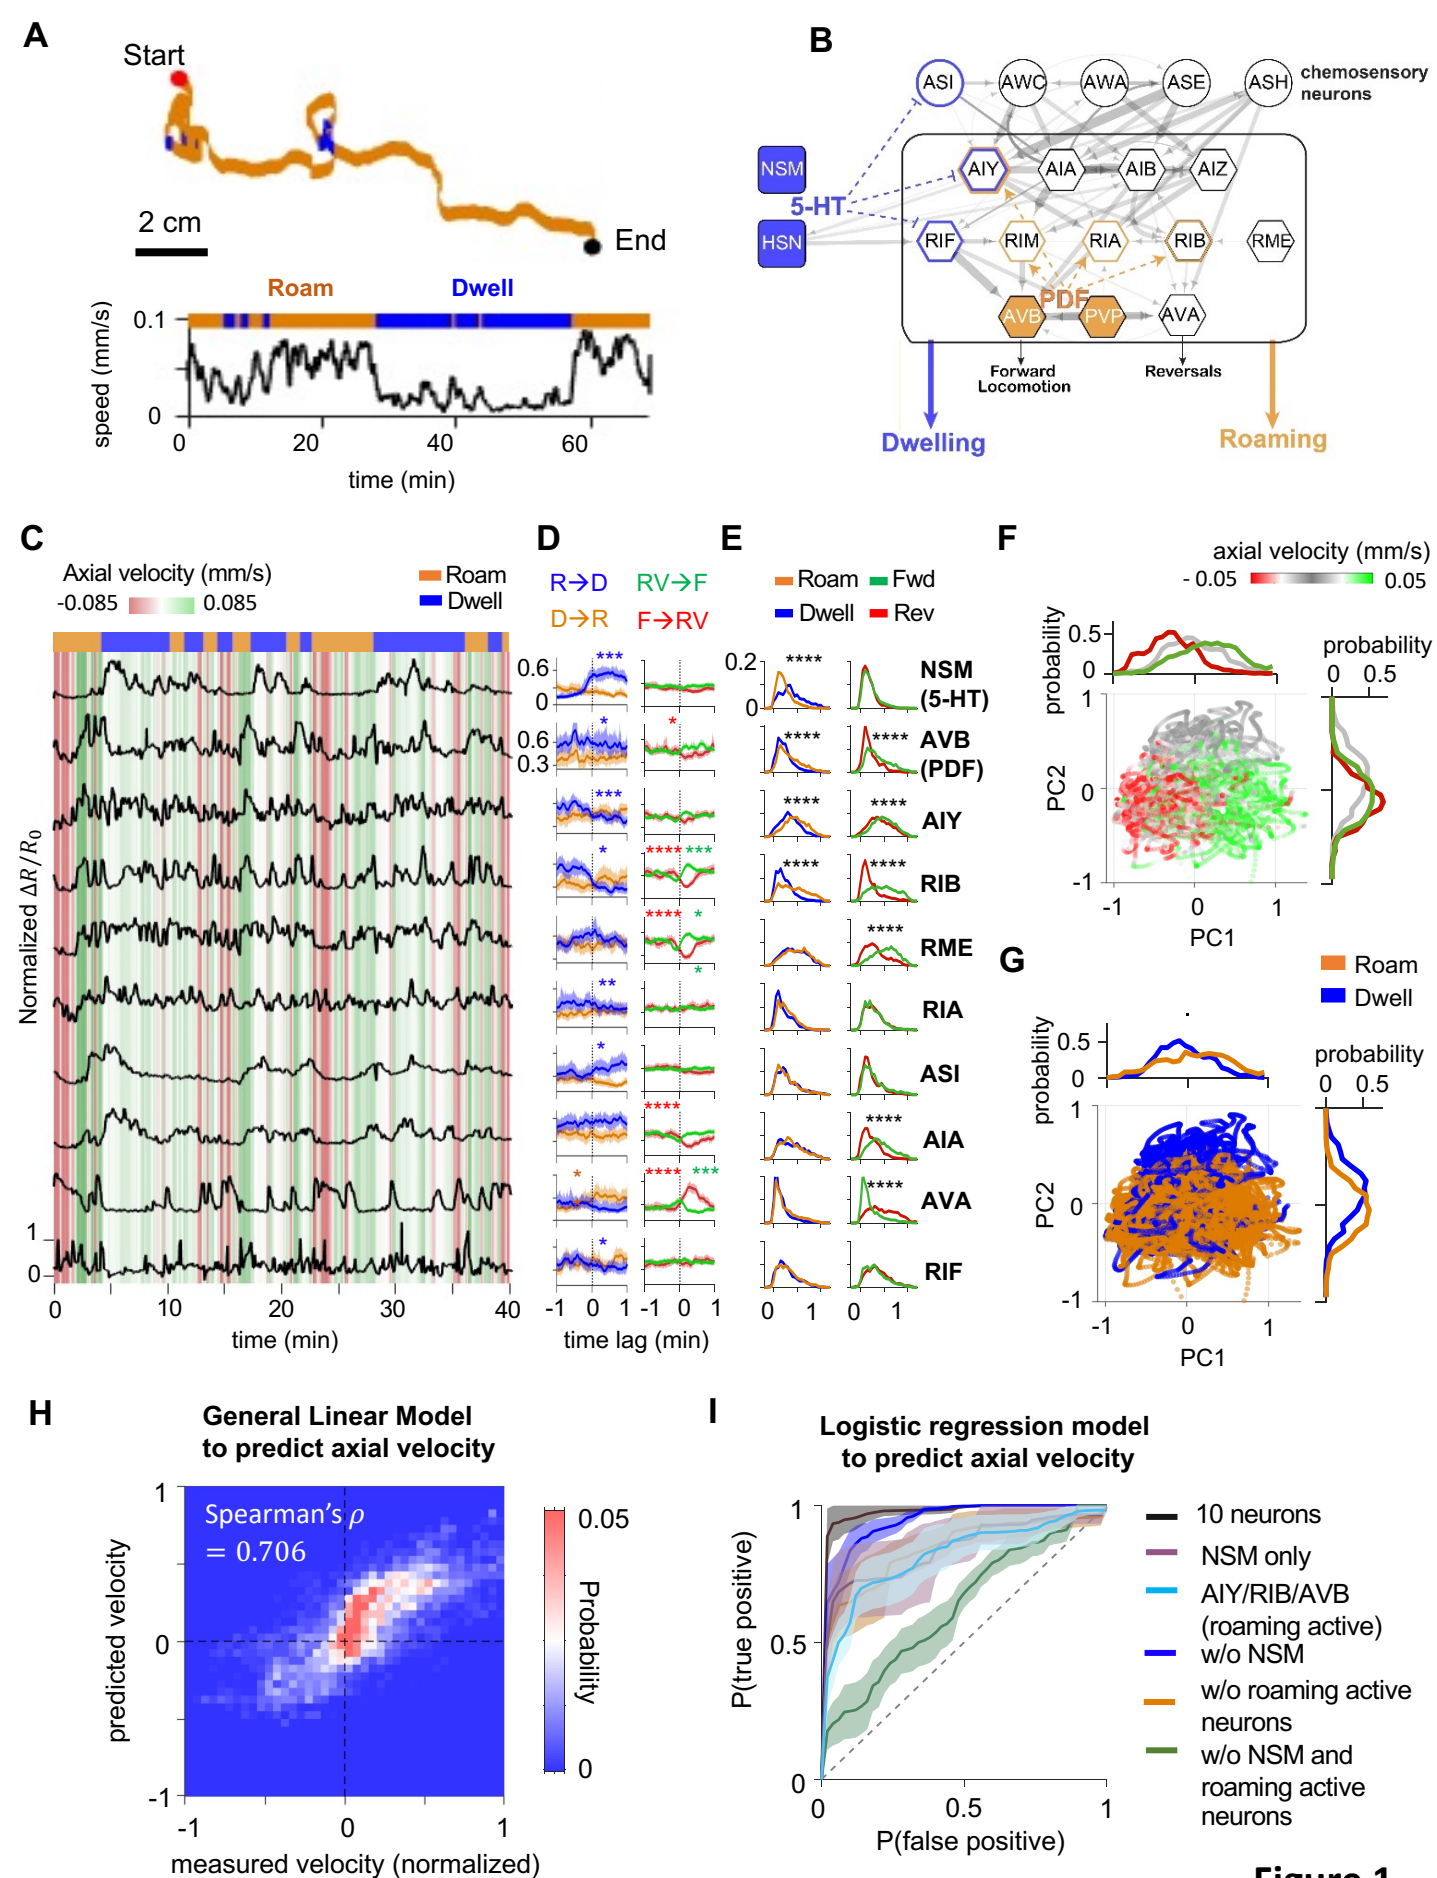 A
Start
2 cm
End
Roam
Dwell
speed (mm/s)
0.1
0
0
20
40
60
time (min)
B
ASI
AWC
AWA
ASE
ASH
chemosensory
neurons
NSM
AIY
AIA
AIB
AIZ
5-HT
HSN
RIF
RIM
RIA
RIB
RME
PDF
AVB
PVP
AVA
Forward
Locomotion
Reversals
Dwelling
Roaming
C
Axial velocity (mm/s)
-0.085
0.085
Roam
Dwell
Normalized ΔR/R0
1
0
0
10
20
30
40
time (min)
D
R→D
RV→F
D→R
F→RV
0.6
0
0.6
0.3
***
*
*
***
*
****
***
****
*
*
**
*
****
*
****
***
*
-1
0
1
-1
0
1
time lag (min)
E
Roam
Fwd
Dwell
Rev
0.2
0
****
NSM
(5-HT)
****
****
AVB
(PDF)
****
****
AIY
****
****
RIB
****
RME
RIA
ASI
****
AIA
****
AVA
RIF
0
1
0
1
F
axial velocity (mm/s)
- 0.05
0.05
probability
0.5
0
probability
0
0.5
1
PC2
0
-1
-1
0
1
PC1
G
Roam
Dwell
probability
0.5
0
probability
0
0.5
1
PC2
0
-1
-1
0
1
PC1
H
General Linear Model
to predict axial velocity
1
Spearman's ρ
= 0.706
predicted velocity
0
-1
-1
0
1
measured velocity (normalized)
0.05
Probability
0
I
Logistic regression model
to predict axial velocity
1
P(true positive)
0.5
0
0
0.5
1
P(false positive)
10 neurons
NSM only
AIY/RIB/AVB
(roaming active)
w/o NSM
w/o roaming active
neurons
w/o NSM and
roaming active
neurons
Figure 1